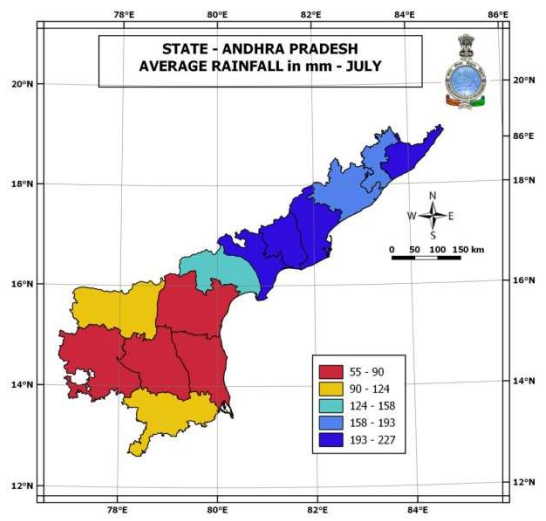 78°E 80°E 82°E 84°E 86°E
STATE - ANDHRA PRADESH
AVERAGE RAINFALL in mm - JULY
20°N 20°N
86°E
18°N 18°N
N
W E
S
0 50 100 150 km
16°N 16°N
55 - 90
90 - 124
124 - 158
158 - 193
193 - 227
14°N 14°N
12°N 12°N
78°E 80°E 82°E 84°E